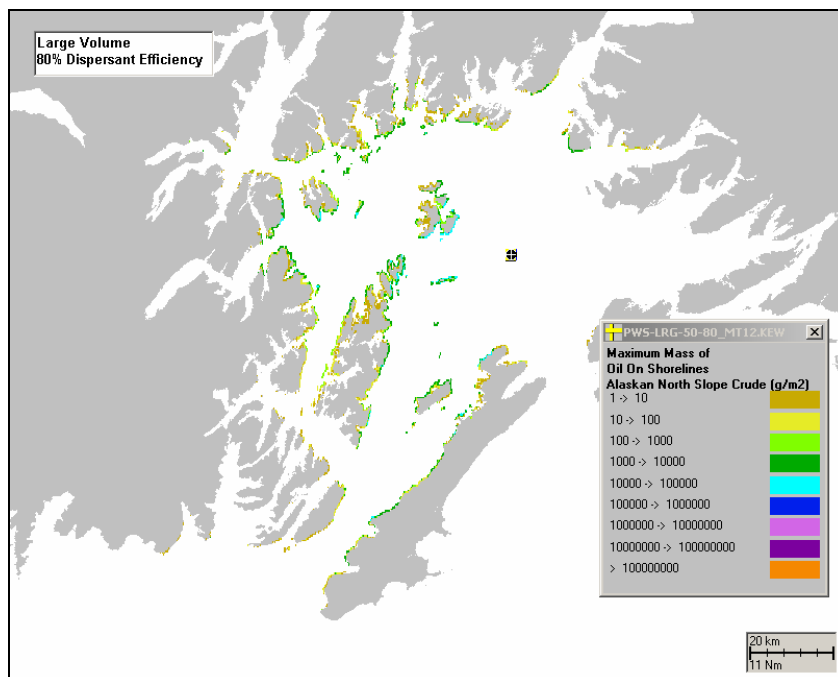 Large Volume
80% Dispersant Efficiency
PWS-LRG-50-80_MT12.KEW
Maximum Mass of
Oil On Shorelines
Alaskan North Slope Crude (g/m2)
1 -> 10
10 -> 100
100 -> 1000
1000 -> 10000
10000 -> 100000
100000 -> 1000000
1000000 -> 10000000
10000000 -> 100000000
> 100000000
20 km
11 Nm